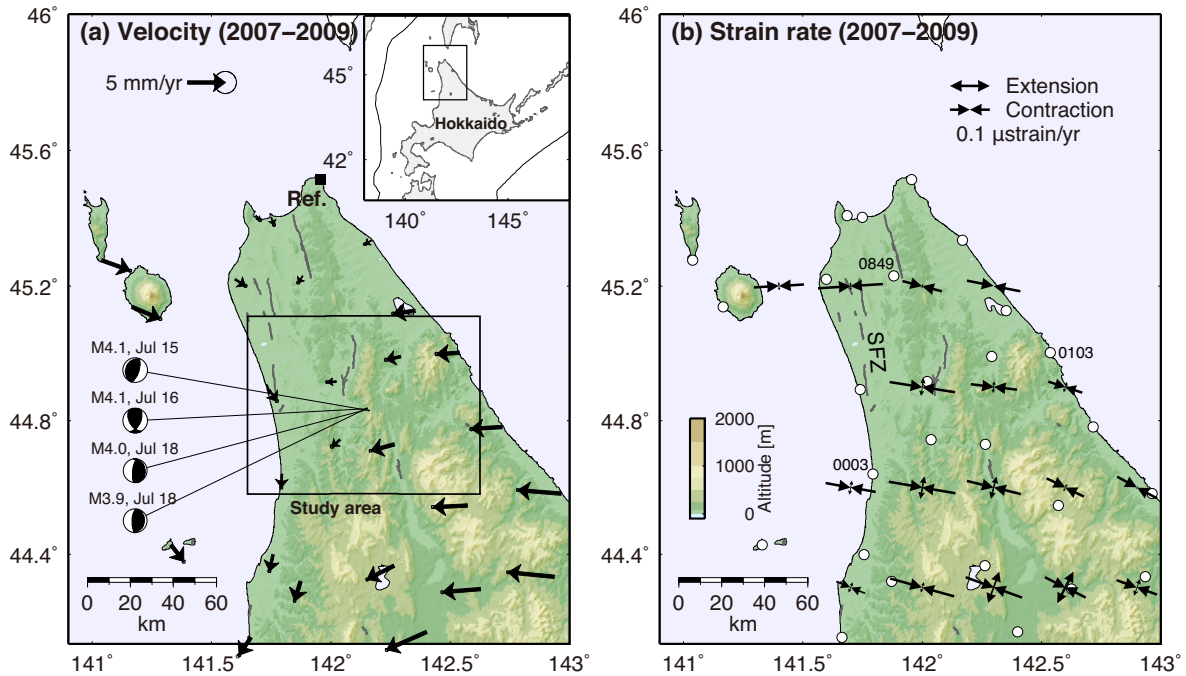 (a) Velocity (2007–2009)
5 mm/yr
45˚
42˚
Hokkaido
140˚
145˚
Ref.
M4.1, Jul 15
M4.1, Jul 16
M4.0, Jul 18
M3.9, Jul 18
Study area
0 20 40 60
km
46˚
45.6˚
45.2˚
44.8˚
44.4˚
141˚ 141.5˚ 142˚ 142.5˚ 143˚
(b) Strain rate (2007–2009)
Extension
Contraction
0.1 μstrain/yr
0849
SFZ
0103
0003
2000
1000
0
Altitude [m]
0 20 40 60
km
46˚
45.6˚
45.2˚
44.8˚
44.4˚
141˚ 141.5˚ 142˚ 142.5˚ 143˚